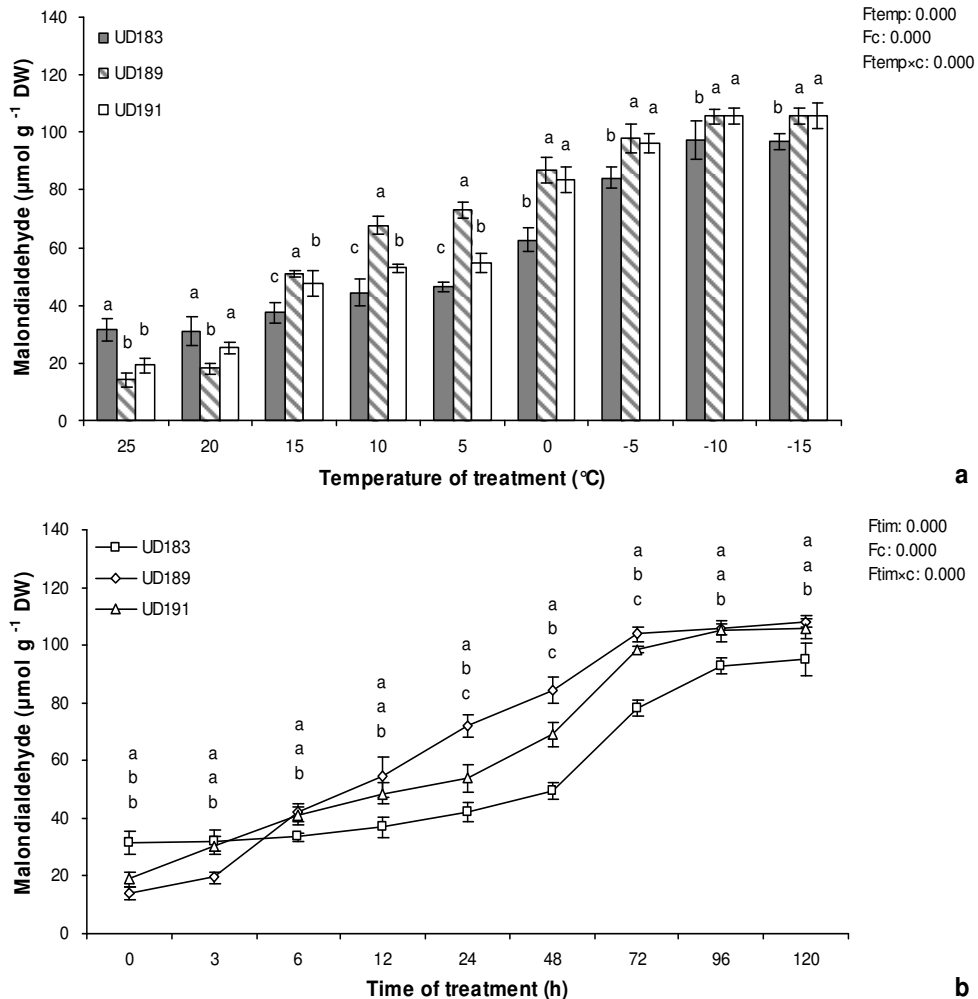 140
120
100
80
60
40
20
0
Malondialdehyde (µmol g -1 DW)
UD183
UD189
UD191
Ftemp: 0.000
Fc: 0.000
Ftemp×c: 0.000
a b b
a b a
c a b
c a b
c a b
b a a
b a a
b a a
b a a
25 20 15 10 5 0 -5 -10 -15
Temperature of treatment (°C)
a
140
120
100
80
60
40
20
0
Malondialdehyde (µmol g -1 DW)
UD183
UD189
UD191
Ftim: 0.000
Fc: 0.000
Ftim×c: 0.000
a
b
b
a
a
b
a
a
b
a
a
b
a
b
c
a
b
c
a
b
c
a
a
b
a
a
b
0 3 6 12 24 48 72 96 120
Time of treatment (h)
b